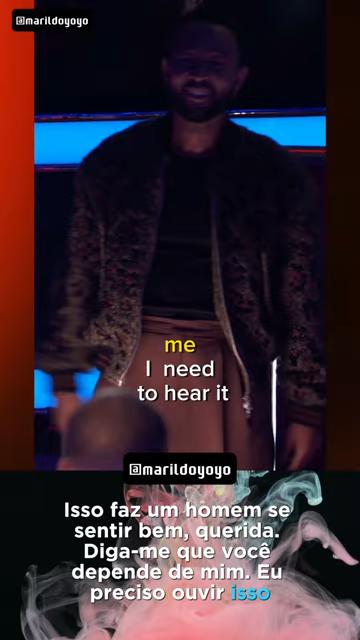 @marildoyoyo
me
I need
to hear it
@marildoyoyo
Isso faz um homem se
sentir bem, querida.
Diga-me que você
depende de mim. Eu
preciso ouvir isso